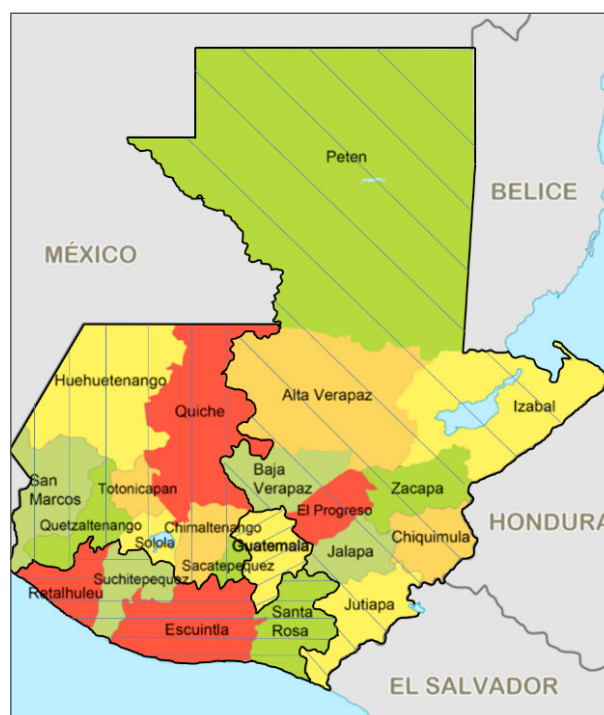 Peten
BELICE
MÉXICO
Huehuetenango
Alta Verapaz
Izabal
Quiche
San
Marcos
Totonicapan
Baja
Verapaz
Zacapa
El Progreso
Quetzaltenango
Chimaltenango
Solola
Guatemala
HONDURA
Chiquimula
Jalapa
Sacatepequez
Suchitepequez
Retalhuleu
Jutiapa
Santa
Rosa
Escuintla
EL SALVADOR